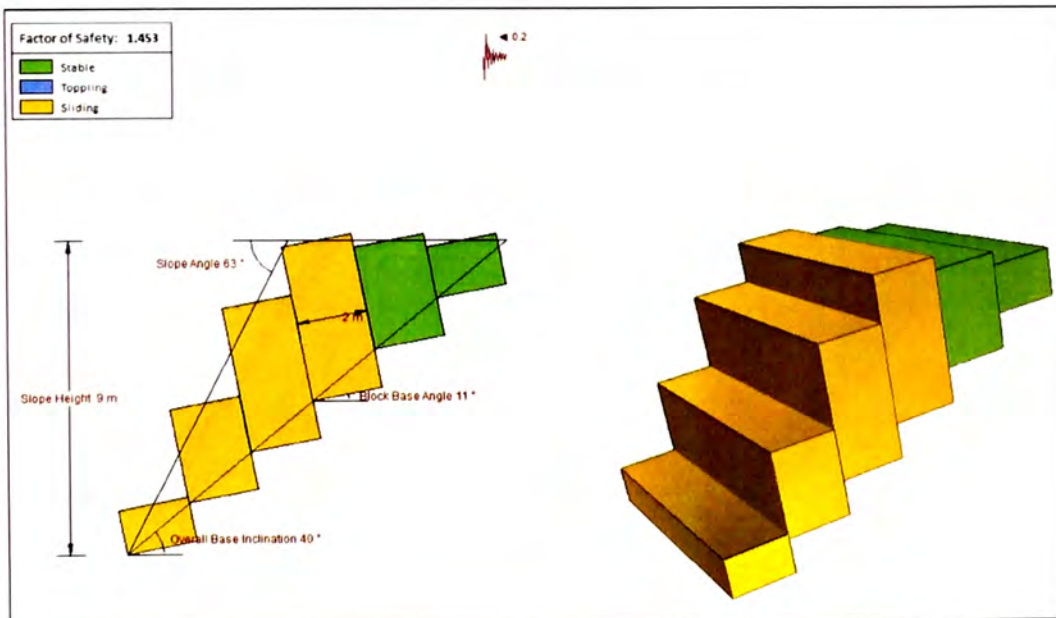 Factor of Safety: 1.453
Stable
Toppling
Sliding
0.2
Slope Angle 63 °
2 m
Slope Height 9 m
Block Base Angle 11 °
Overall Base Inclination 40 °